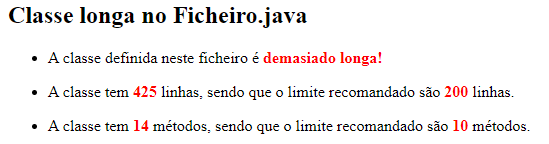 Classe longa no Ficheiro.java
A classe definida neste ficheiro é demasiado longa!
A classe tem 425 linhas, sendo que o limite recomandado são 200 linhas.
A classe tem 14 métodos, sendo que o limite recomandado são 10 métodos.